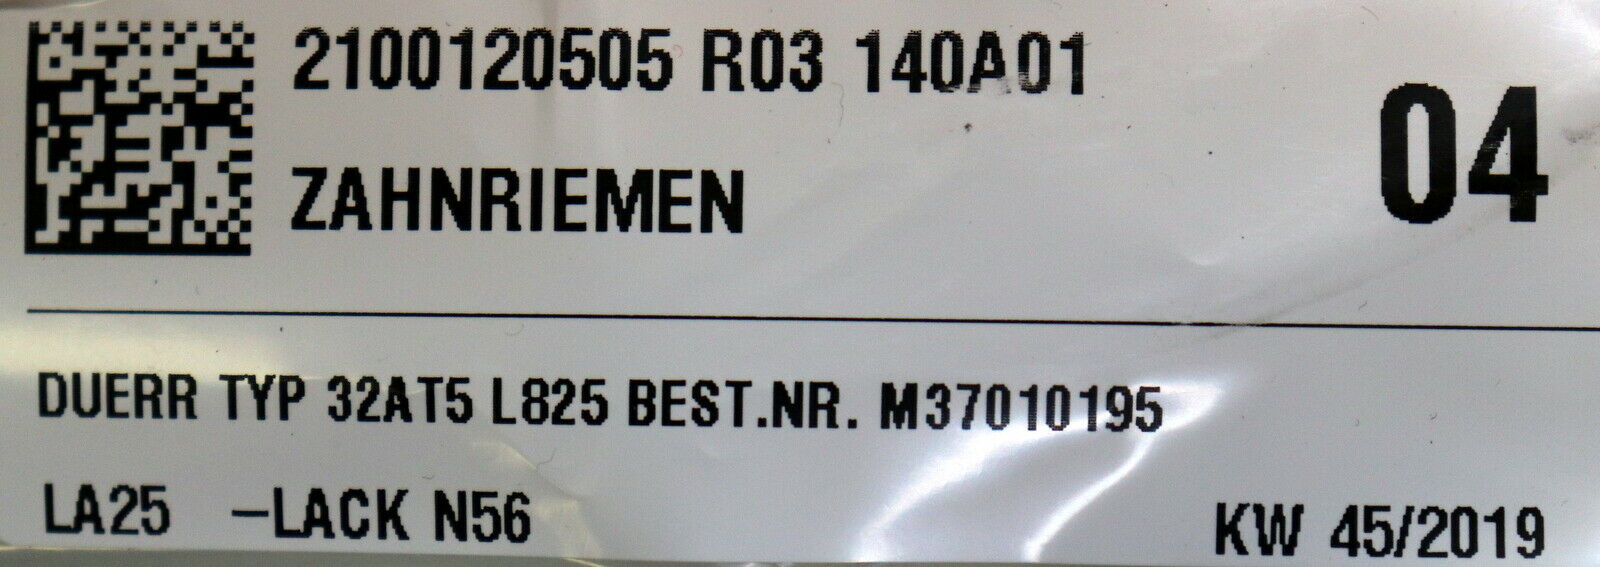 2100120505 R03 140A01
04
ZAHNRIEMEN
DUERR TYP 32AT5 L825 BEST.NR. M37010195
LA25 -LACK N56
KW 45/2019